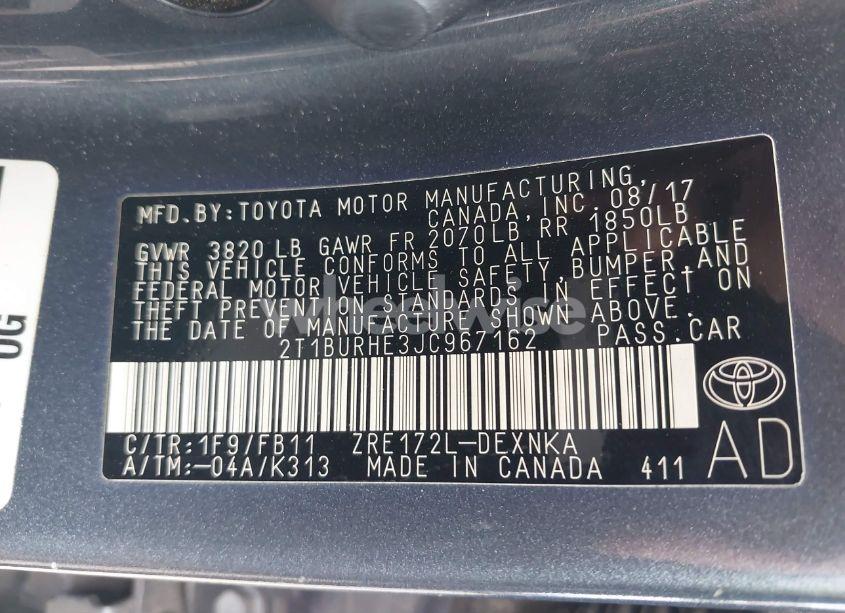 MFD. BY: TOYOTA MOTOR MANUFACTURING,
CANADA, INC. 08/17
GVWR 3820 LB GAWR FR 2070LB RR 1850LB
THIS VEHICLE CONFORMS TO ALL APPLICABLE
FEDERAL MOTOR VEHICLE SAFETY, BUMPER, AND
THEFT PREVENTION STANDARDS IN EFFECT ON
THE DATE OF MANUFACTURE SHOWN ABOVE.
2T1BURHE3JC967162 PASS. CAR
C/TR: 1F9/FB11 ZRE172L-DEXNKA
A/TM: -04A/K313 MADE IN CANADA 411
AD
OG
wheelwise